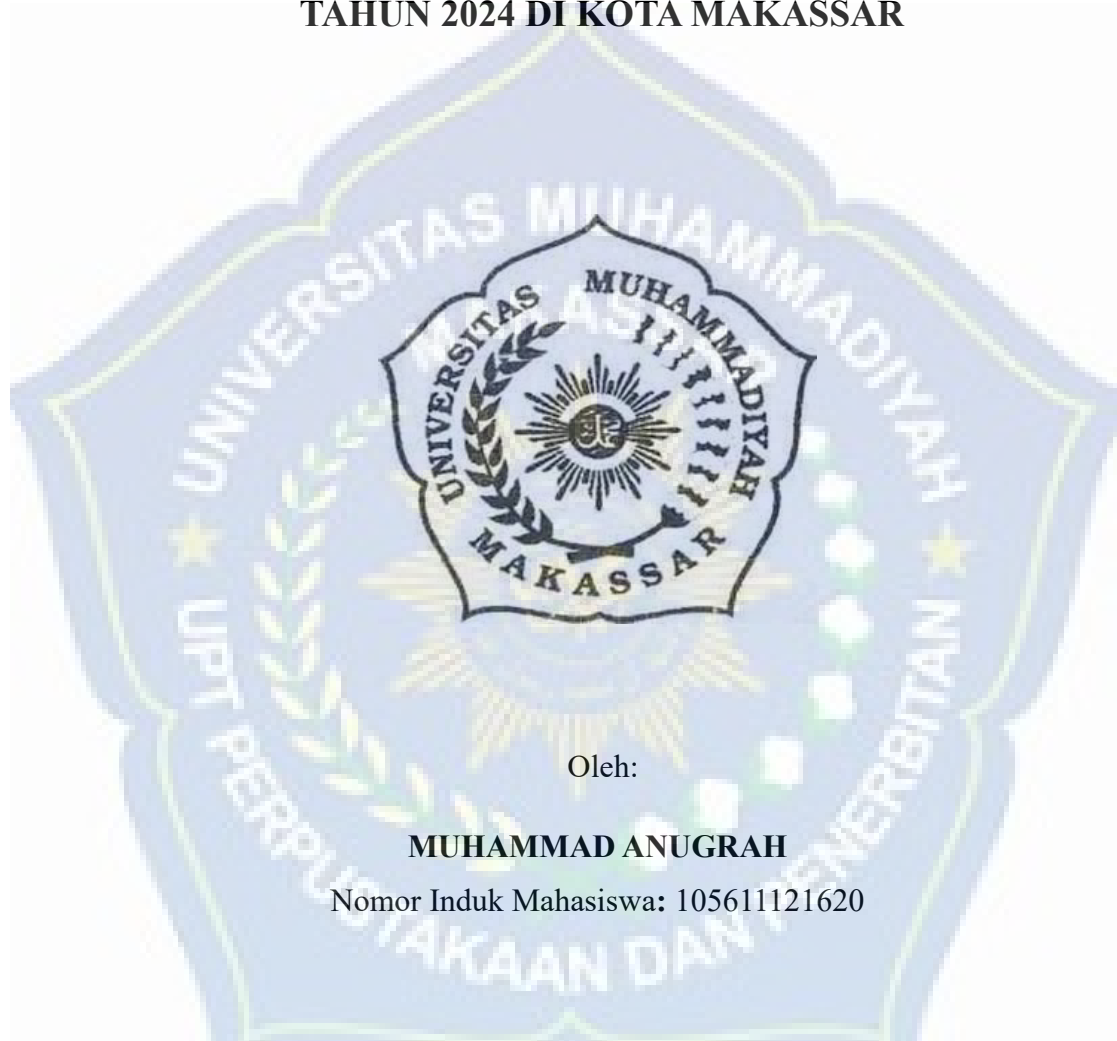 TAHUN 2024 DI KOTA MAKASSAR
UNIVERSITAS MUHAMMADIYAH
MAKASSAR
UNIVERSITAS MUHAMMADIYAH
MAKASSAR
Oleh:
MUHAMMAD ANUGRAH
Nomor Induk Mahasiswa: 105611121620
UPT PERPUSTAKAAN DAN PENERBITAN